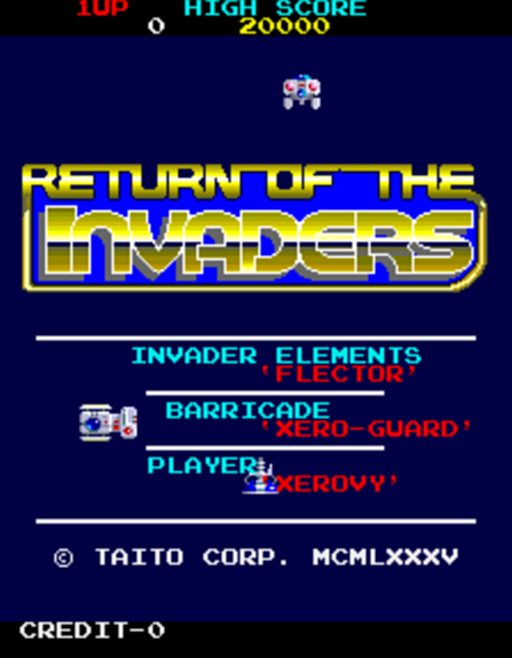 1UP HIGH SCORE
0 20000
RETURN OF THE
INVADERS
INVADER ELEMENTS
'FLECTOR'
BARRICADE
'XERO-GUARD'
PLAYER
XEROVY'
© TAITO CORP. MCMLXXXV
CREDIT-0